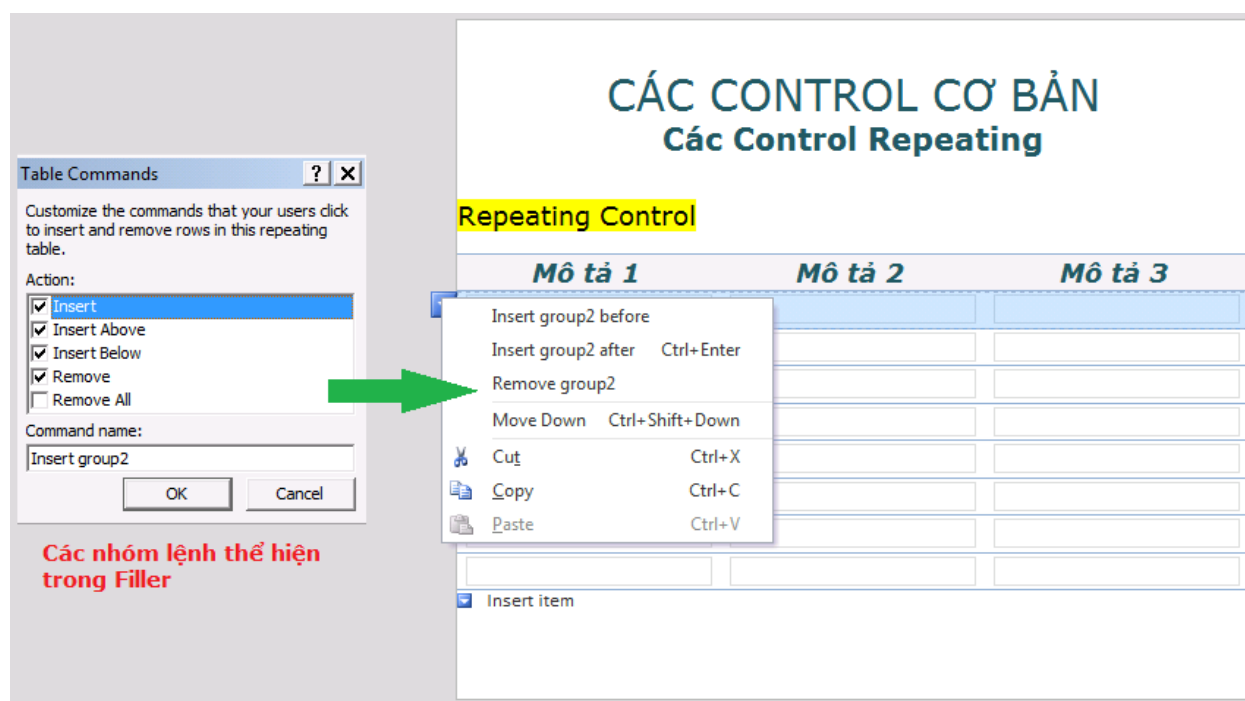 CÁC CONTROL CƠ BẢN
Các Control Repeating
Table Commands
Customize the commands that your users click
to insert and remove rows in this repeating
table.
Action:
Insert
Insert Above
Insert Below
Remove
Remove All
Command name:
Insert group2
OK Cancel
Các nhóm lệnh thể hiện
trong Filler
Repeating Control
Mô tả 1 Mô tả 2 Mô tả 3
Insert group2 before
Insert group2 after Ctrl+Enter
Remove group2
Move Down Ctrl+Shift+Down
Cut Ctrl+X
Copy Ctrl+C
Paste Ctrl+V
Insert item